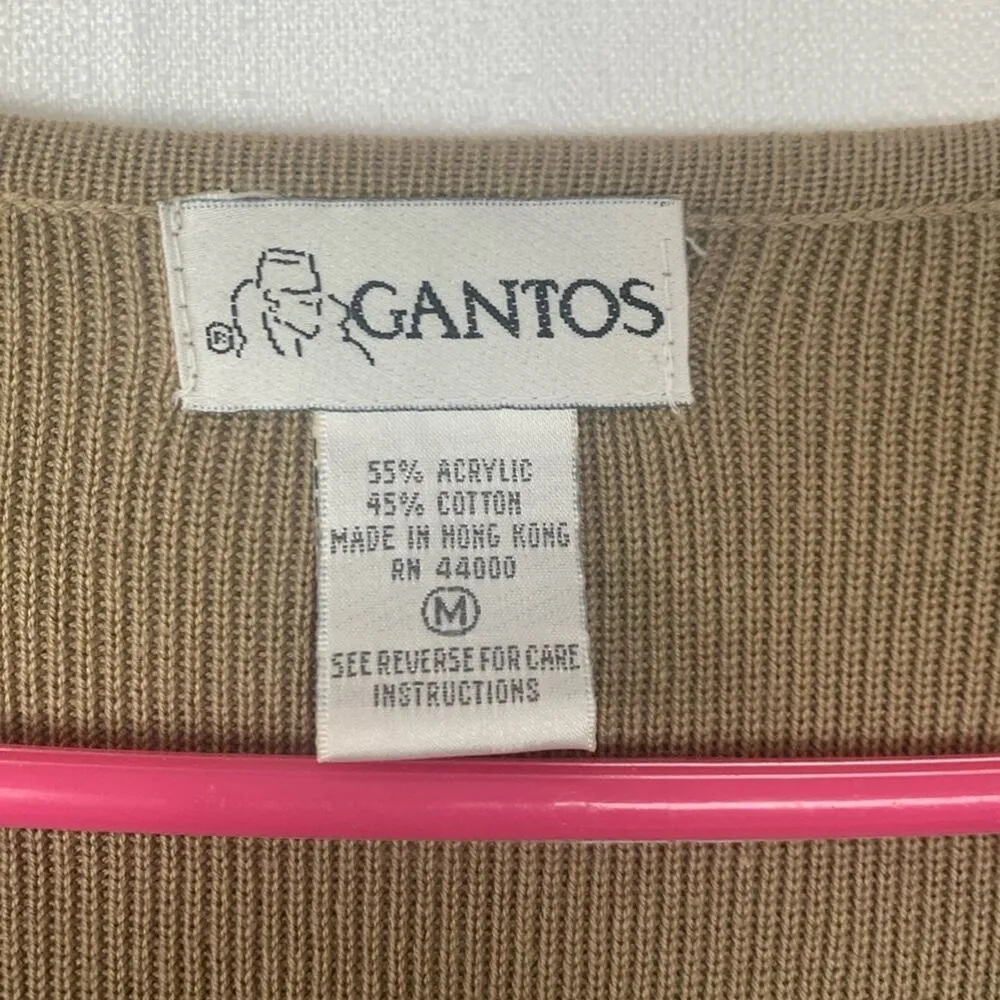 ® GANTOS
55% ACRYLIC
45% COTTON
MADE IN HONG KONG
RN 44000
M
SEE REVERSE FOR CARE
INSTRUCTIONS